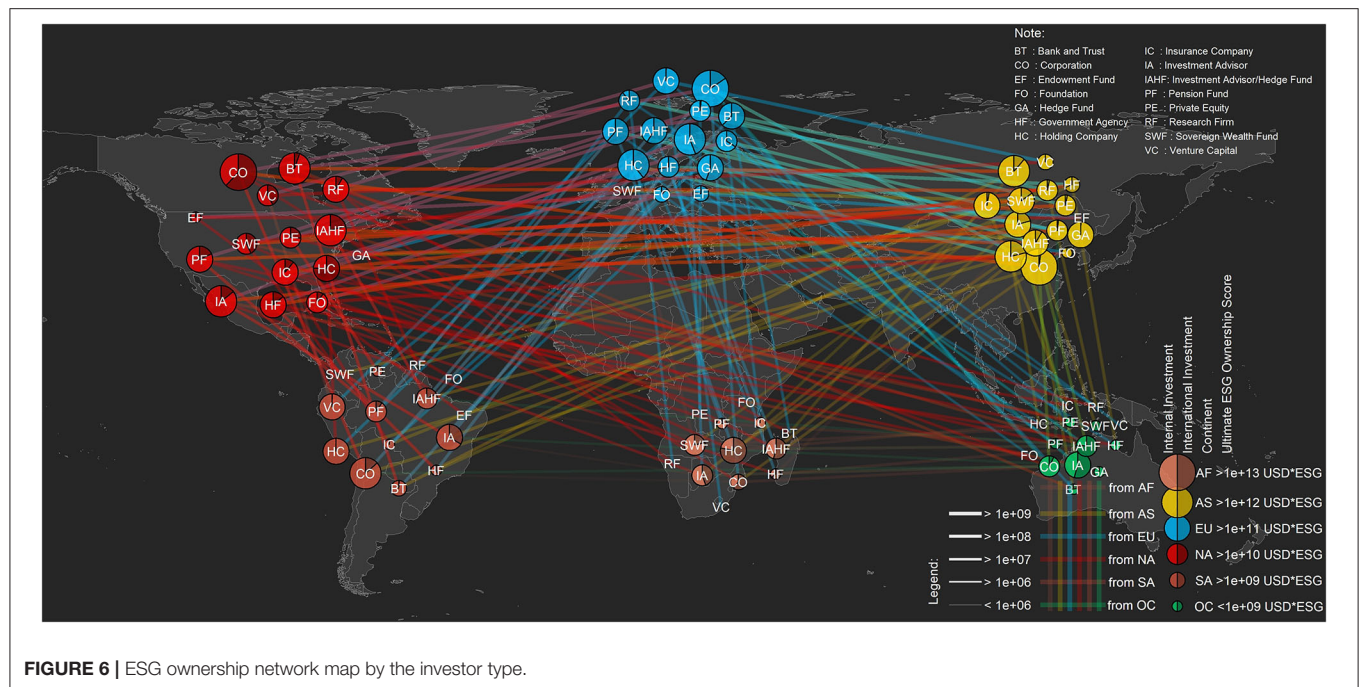 Note:
BT : Bank and Trust
CO : Corporation
EF : Endowment Fund
FO : Foundation
GA : Hedge Fund
HF : Government Agency
HC : Holding Company
IC : Insurance Company
IA : Investment Advisor
IAHF: Investment Advisor/Hedge Fund
PF : Pension Fund
PE : Private Equity
RF : Research Firm
SWF : Sovereign Wealth Fund
VC : Venture Capital
CO
BT
VC
RF
EF
SWF
PE
IAHF
GA
PF
IC
HC
IA
HF
FO
VC
CO
RF
PE
BT
PF
IAHF
IA
IC
HC
HF
GA
SWF
FO
EF
VC
BT
RF
HF
IC
SWF
PE
EF
IA
PF
GA
IAHF
HC
FO
CO
SWF
PE
RF
FO
VC
PF
IAHF
EF
HC
IC
IA
CO
BT
HF
PE
PF
FO
IC
BT
SWF
HC
IAHF
RF
IA
CO
HF
VC
IC
RF
HC
PE
SWF
VC
PF
IAHF
HF
FO
CO
IA
GA
BT
Legend:
> 1e+09
> 1e+08
> 1e+07
> 1e+06
< 1e+06
from AF
from AS
from EU
from NA
from SA
from OC
Internal Investment
International Investment
Continent
Ultimate ESG Ownership Score
AF >1e+13 USD*ESG
AS >1e+12 USD*ESG
EU >1e+11 USD*ESG
NA >1e+10 USD*ESG
SA >1e+09 USD*ESG
OC <1e+09 USD*ESG
FIGURE 6 | ESG ownership network map by the investor type.